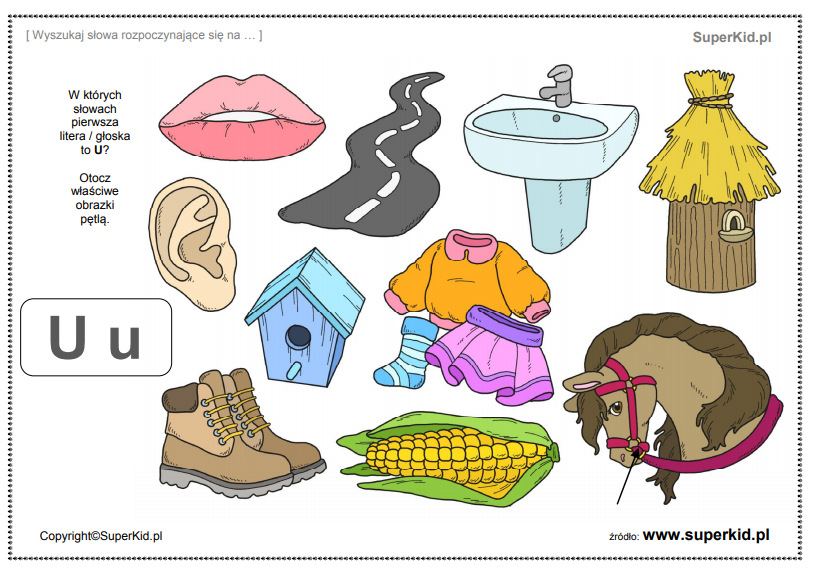 [ Wyszukaj słowa rozpoczynające się na ... ]
SuperKid.pl
W których
słowach
pierwsza
litera / głoska
to U?
Otocz
właściwe
obrazki
pętlą.
U u
Copyright©SuperKid.pl
źródło: www.superkid.pl